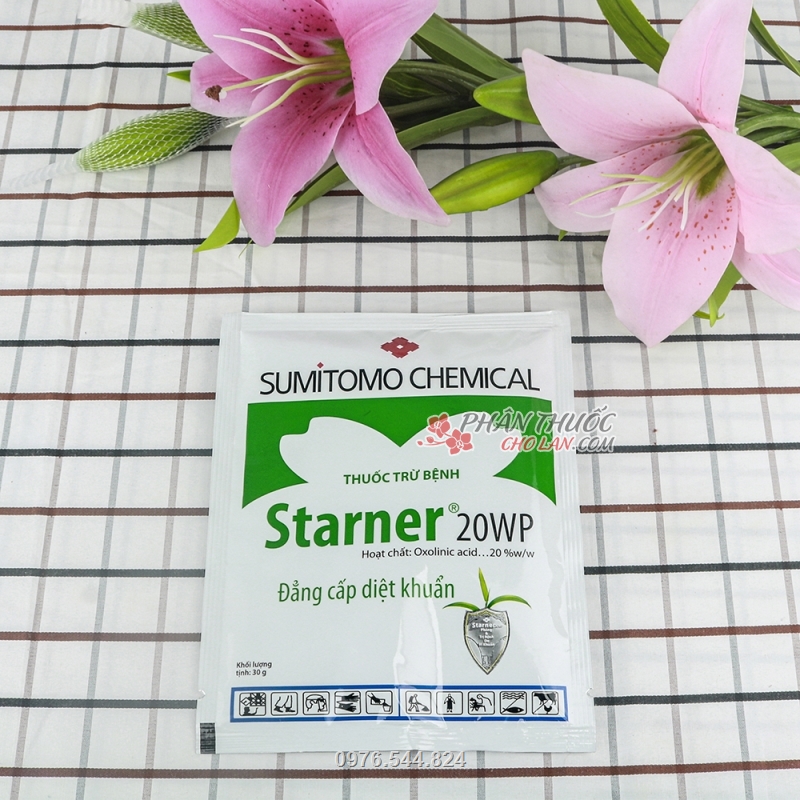 SUMITOMO CHEMICAL
PHÂN THUỐC
CHO LAN.COM
THUỐC TRỪ BỆNH
Starner® 20WP
Hoạt chất: Oxolinic acid...20 %w/w
Đẳng cấp diệt khuẩn
Starner
Khối lượng
tịnh: 30 g
0976.544.824